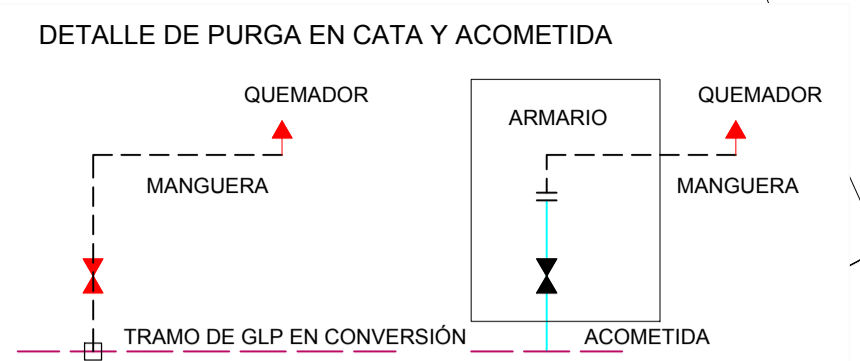 DETALLE DE PURGA EN CATA Y ACOMETIDA
QUEMADOR
MANGUERA
TRAMO DE GLP EN CONVERSIÓN
ARMARIO
QUEMADOR
MANGUERA
ACOMETIDA